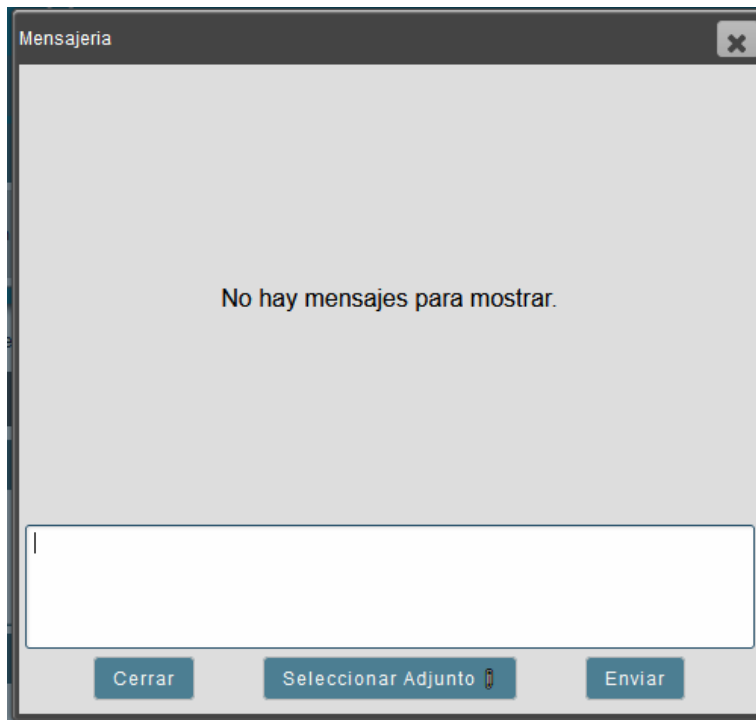 Mensajeria
No hay mensajes para mostrar.
Cerrar
Seleccionar Adjunto
Enviar